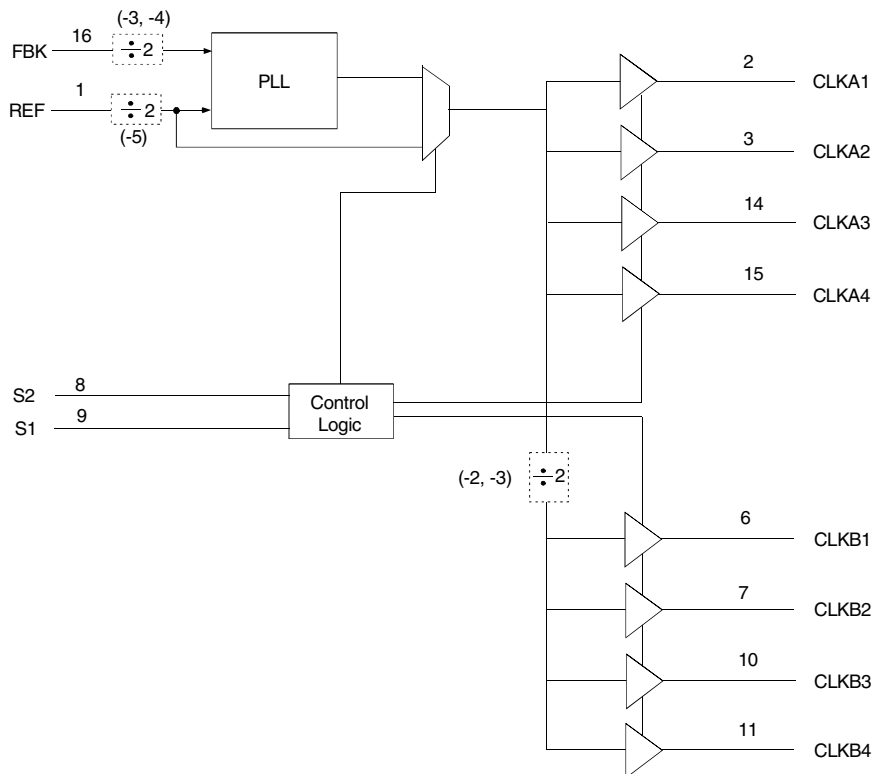 (-3, -4)
FBK 16 ÷2
PLL
REF 1 ÷2
(-5)
2 CLKA1
3 CLKA2
14 CLKA3
15 CLKA4
S2 8
S1 9
Control
Logic
(-2, -3) ÷2
6 CLKB1
7 CLKB2
10 CLKB3
11 CLKB4